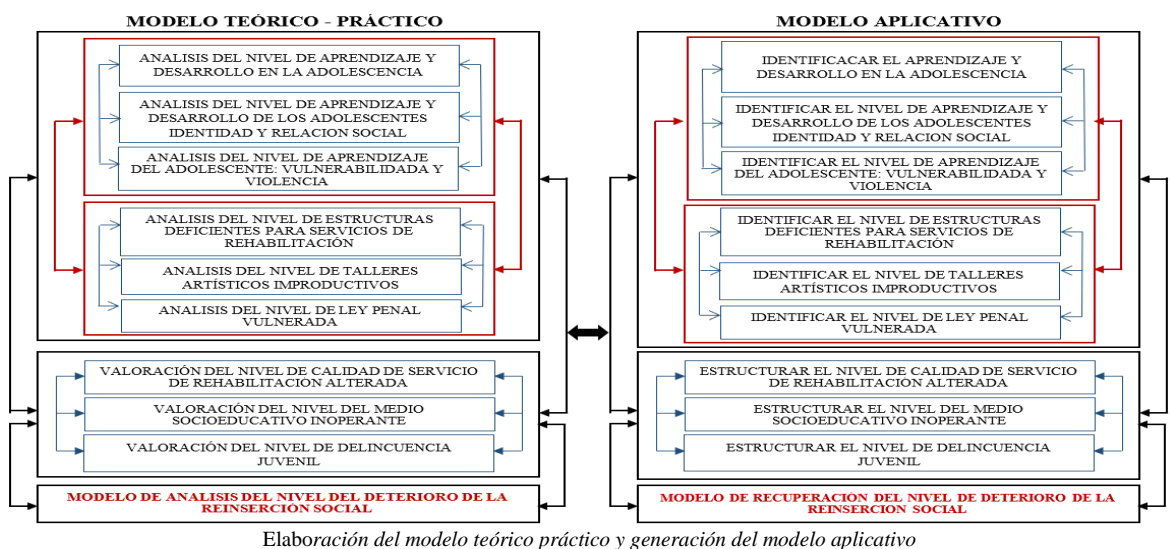 MODELO TEÓRICO - PRÁCTICO
ANALISIS DEL NIVEL DE APRENDIZAJE Y
DESARROLLO EN LA ADOLESCENCIA
ANALISIS DEL NIVEL DE APRENDIZAJE Y
DESARROLLO DE LOS ADOLESCENTES
IDENTIDAD Y RELACION SOCIAL
ANALISIS DEL NIVEL DE APRENDIZAJE
DEL ADOLESCENTE: VULNERABILIDADA Y
VIOLENCIA
ANALISIS DEL NIVEL DE ESTRUCTURAS
DEFICIENTES PARA SERVICIOS DE
REHABILITACIÓN
ANALISIS DEL NIVEL DE TALLERES
ARTÍSTICOS IMPRODUCTIVOS
ANALISIS DEL NIVEL DE LEY PENAL
VULNERADA
VALORACIÓN DEL NIVEL DE CALIDAD DE SERVICIO
DE REHABILITACIÓN ALTERADA
VALORACIÓN DEL NIVEL DEL MEDIO
SOCIOEDUCATIVO INOPERANTE
VALORACIÓN DEL NIVEL DE DELINCUENCIA
JUVENIL
MODELO DE ANALISIS DEL NIVEL DEL DETERIORO DE LA
REINSERCIÓN SOCIAL
MODELO APLICATIVO
IDENTIFICACAR EL APRENDIZAJE Y
DESARROLLO EN LA ADOLESCENCIA
IDENTIFICAR EL NIVEL DE APRENDIZAJE Y
DESARROLLO DE LOS ADOLESCENTES
IDENTIDAD Y RELACION SOCIAL
IDENTIFICAR EL NIVEL DE APRENDIZAJE
DEL ADOLESCENTE: VULNERABILIDADA Y
VIOLENCIA
IDENTIFICAR EL NIVEL DE ESTRUCTURAS
DEFICIENTES PARA SERVICIOS DE
REHABILITACIÓN
IDENTIFICAR EL NIVEL DE TALLERES
ARTÍSTICOS IMPRODUCTIVOS
IDENTIFICAR EL NIVEL DE LEY PENAL
VULNERADA
ESTRUCTURAR EL NIVEL DE CALIDAD DE SERVICIO
DE REHABILITACIÓN ALTERADA
ESTRUCTURAR EL NIVEL DEL MEDIO
SOCIOEDUCATIVO INOPERANTE
ESTRUCTURAR EL NIVEL DE DELINCUENCIA
JUVENIL
MODELO DE RECUPERACIÓN DEL NIVEL DE DETERIORO DE LA
REINSERCIÓN SOCIAL
Elaboración del modelo teórico práctico y generación del modelo aplicativo